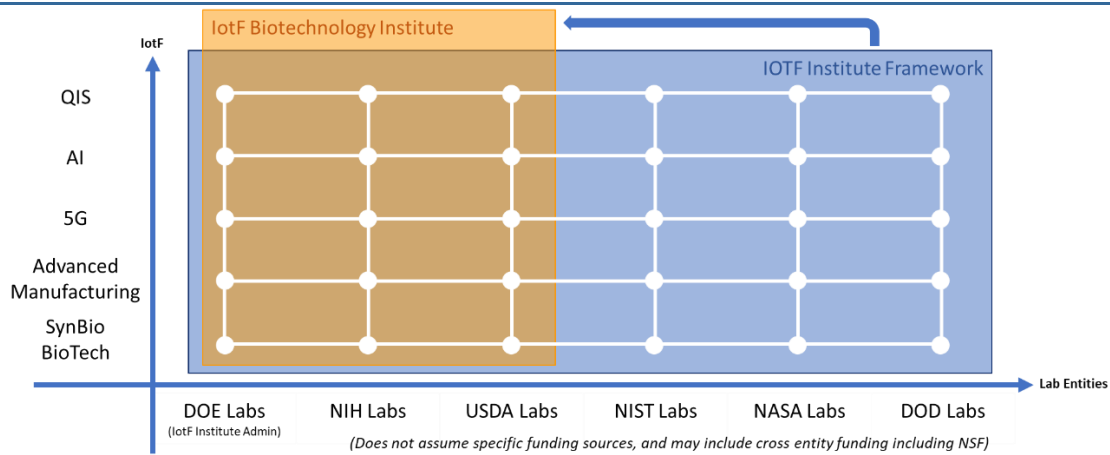 IotF Biotechnology Institute
IotF
IOTF Institute Framework
QIS
AI
5G
Advanced
Manufacturing
SynBio
BioTech
Lab Entities
DOE Labs
(IotF Institute Admin)
NIH Labs
USDA Labs
NIST Labs
NASA Labs
DOD Labs
(Does not assume specific funding sources, and may include cross entity funding including NSF)